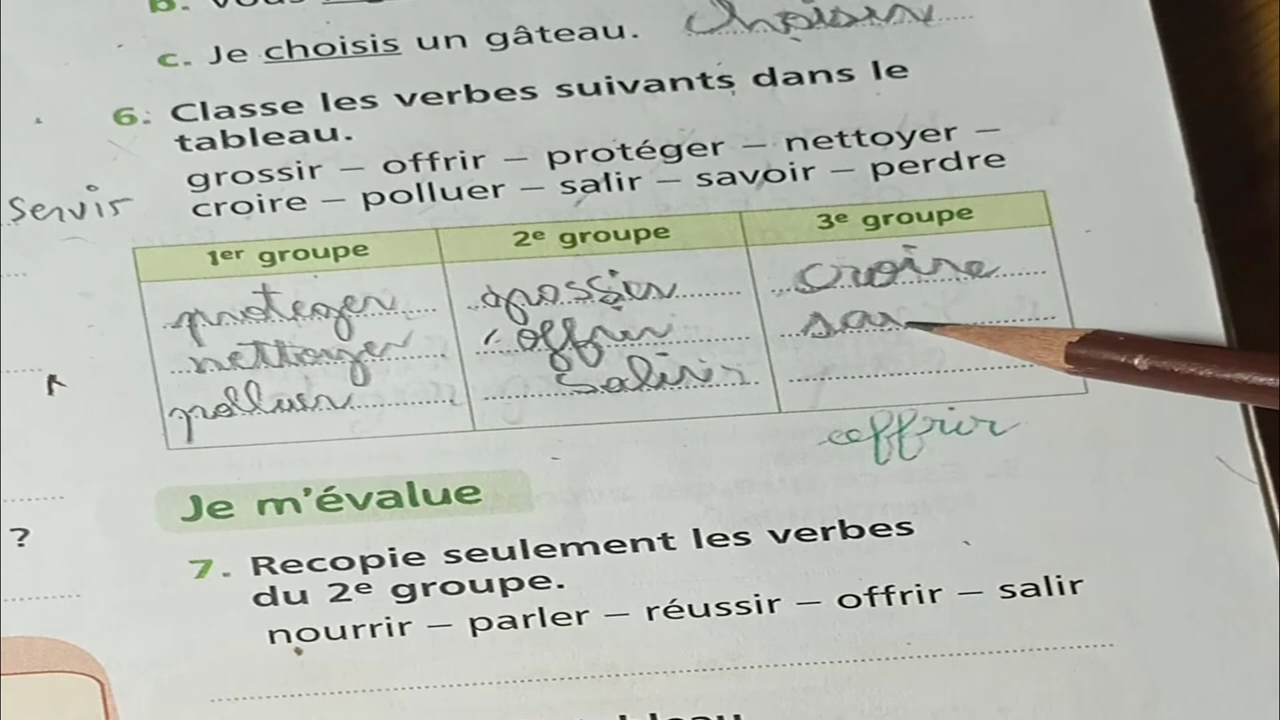 c. Je choisis un gâteau. choisir
6. Classe les verbes suivants dans le
tableau.
grossir – offrir – protéger – nettoyer –
croire – polluer – salir – savoir – perdre
servir
1er groupe 2e groupe 3e groupe
proteger grossir croire
nettoyer offrir sav
polluer salir
offrir
Je m'évalue
?
7. Recopie seulement les verbes
du 2e groupe.
nourrir – parler – réussir – offrir – salir